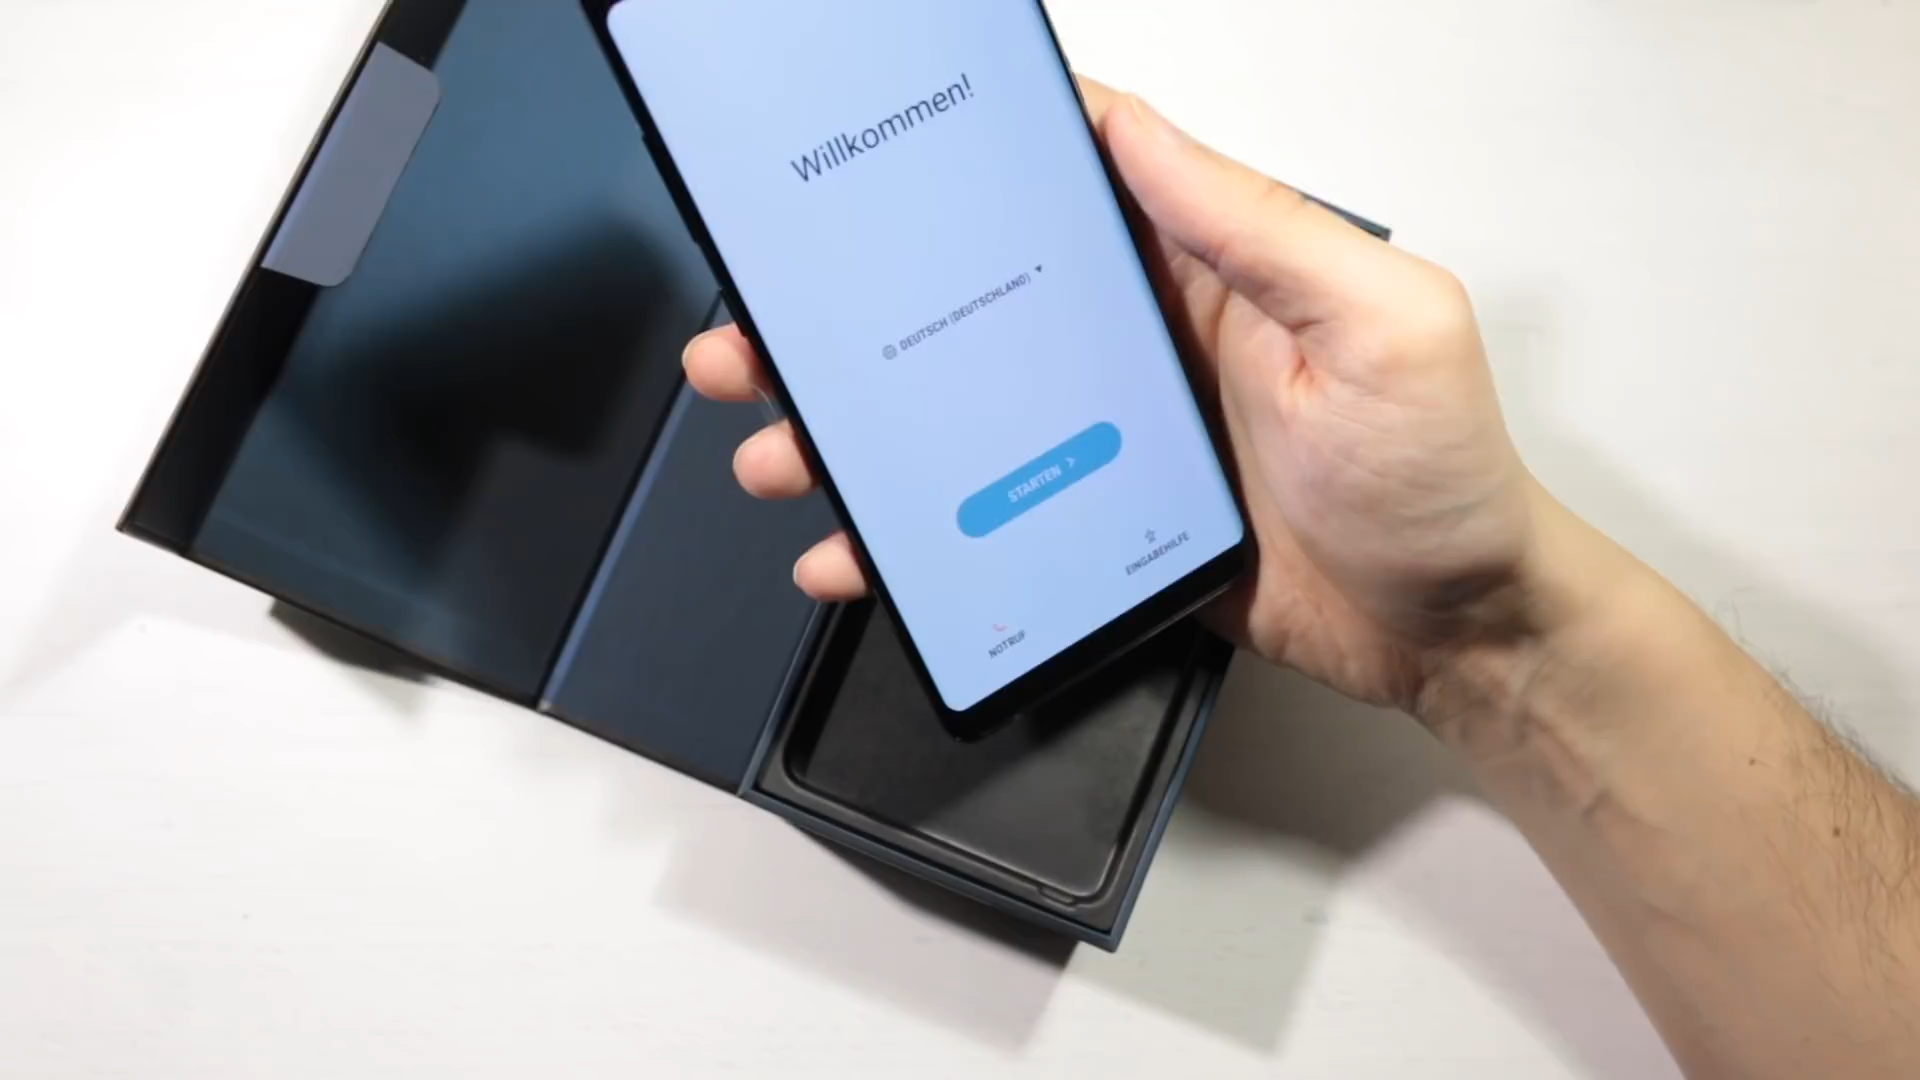 Willkommen!
DEUTSCH (DEUTSCHLAND)
STARTEN >
EINGABEHILFE
NOTRUF